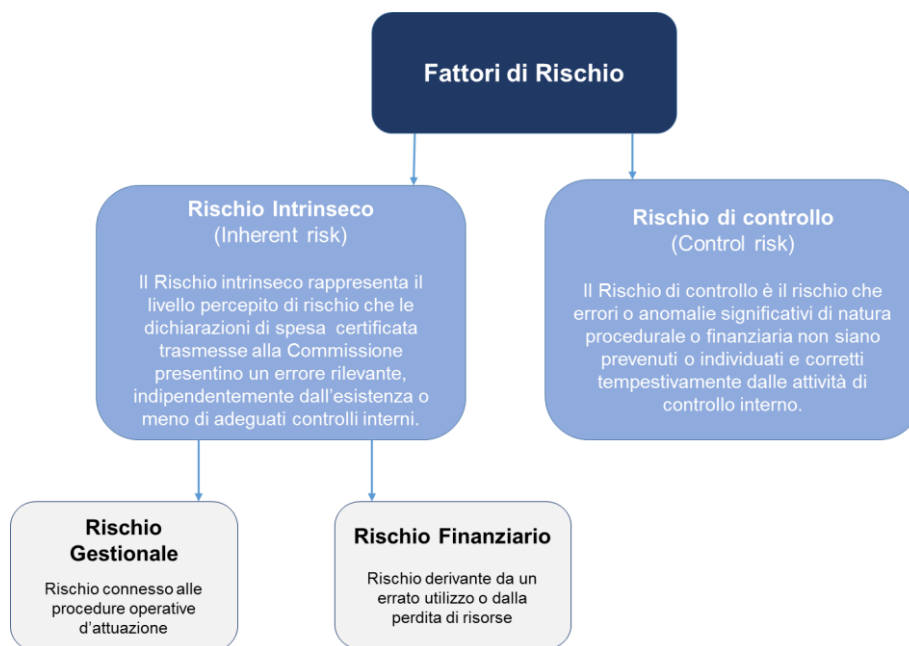 Fattori di Rischio
Rischio Intrinseco
(Inherent risk)
Il Rischio intrinseco rappresenta il
livello percepito di rischio che le
dichiarazioni di spesa certificata
trasmesse alla Commissione
presentino un errore rilevante,
indipendentemente dall'esistenza o
meno di adeguati controlli interni.
Rischio di controllo
(Control risk)
Il Rischio di controllo è il rischio che
errori o anomalie significativi di natura
procedurale o finanziaria non siano
prevenuti o individuati e corretti
tempestivamente dalle attività di
controllo interno.
Rischio
Gestionale
Rischio connesso alle
procedure operative
d'attuazione
Rischio Finanziario
Rischio derivante da un
errato utilizzo o dalla
perdita di risorse